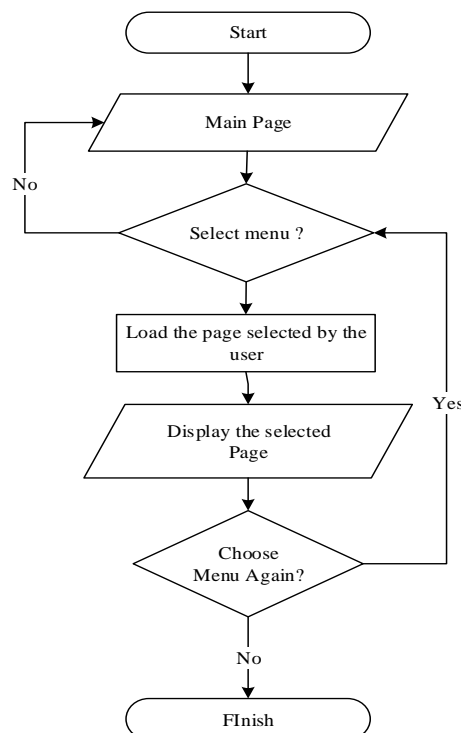 Start
Main Page
No
Select menu ?
Load the page selected by the
user
Yes
Display the selected
Page
Choose
Menu Again?
No
FInish